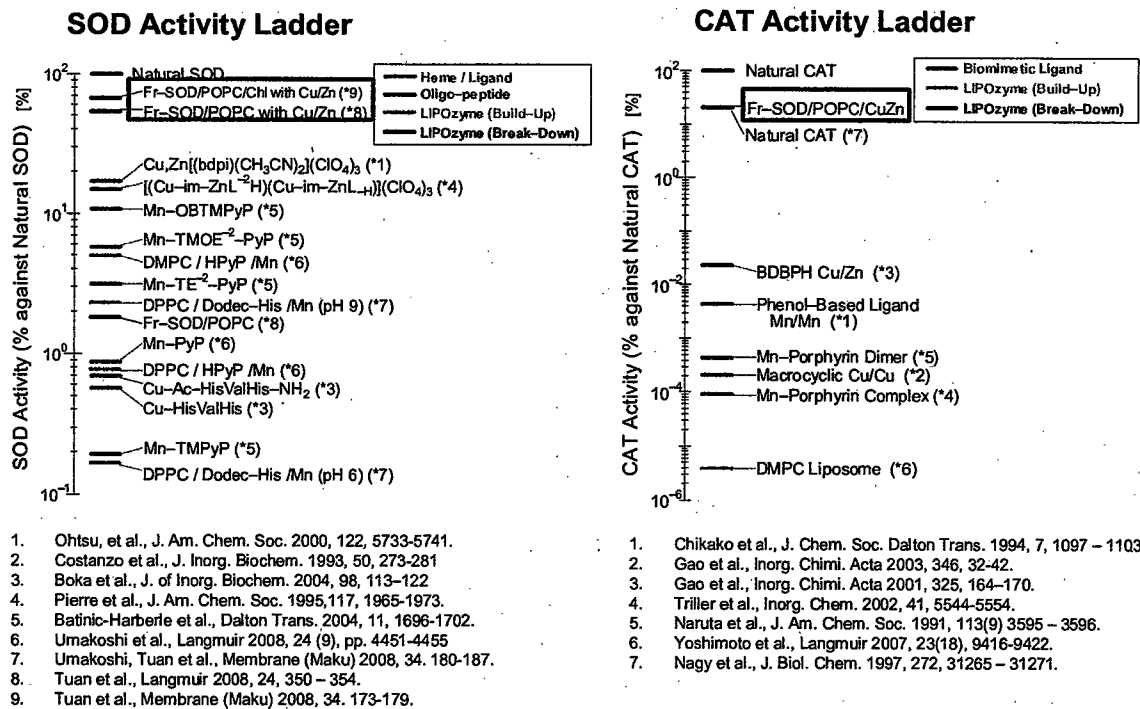 SOD Activity Ladder
SOD Activity (% against Natural SOD) [%]
10²
10¹
10⁰
10⁻¹
Natural SOD
Fr–SOD/POPC/Chl with Cu/Zn (*9)
Fr–SOD/POPC with Cu/Zn (*8)
Heme / Ligand
Oligo–peptide
LIPOzyme (Build–Up)
LIPOzyme (Break–Down)
Cu,Zn[(bdpi)(CH₃CN)₂](ClO₄)₃ (*1)
[(Cu–im–ZnL⁻²H)(Cu–im–ZnL₋H)](ClO₄)₃ (*4)
Mn–OBTMPyP (*5)
Mn–TMOE⁻²–PyP (*5)
DMPC / HPyP /Mn (*6)
Mn–TE⁻²–PyP (*5)
DPPC / Dodec–His /Mn (pH 9) (*7)
Fr–SOD/POPC (*8)
Mn–PyP (*6)
DPPC / HPyP /Mn (*6)
Cu–Ac–HisValHis–NH₂ (*3)
Cu–HisValHis (*3)
Mn–TMPyP (*5)
DPPC / Dodec–His /Mn (pH 6) (*7)
1. Ohtsu, et al., J. Am. Chem. Soc. 2000, 122, 5733-5741.
2. Costanzo et al., J. Inorg. Biochem. 1993, 50, 273-281
3. Boka et al., J. of Inorg. Biochem. 2004, 98, 113–122
4. Pierre et al., J. Am. Chem. Soc. 1995,117, 1965-1973.
5. Batinic-Harberle et al., Dalton Trans. 2004, 11, 1696-1702.
6. Umakoshi et al., Langmuir 2008, 24 (9), pp. 4451-4455
7. Umakoshi, Tuan et al., Membrane (Maku) 2008, 34. 180-187.
8. Tuan et al., Langmuir 2008, 24, 350 – 354.
9. Tuan et al., Membrane (Maku) 2008, 34. 173-179.
CAT Activity Ladder
CAT Activity (% against Natural CAT) [%]
10²
10⁰
10⁻²
10⁻⁴
10⁻⁶
Natural CAT
Fr–SOD/POPC/CuZn
Natural CAT (*7)
Biomimetic Ligand
LIPOzyme (Build–Up)
LIPOzyme (Break–Down)
BDBPH Cu/Zn (*3)
Phenol–Based Ligand
Mn/Mn (*1)
Mn–Porphyrin Dimer (*5)
Macrocyclic Cu/Cu (*2)
Mn–Porphyrin Complex (*4)
DMPC Liposome (*6)
1. Chikako et al., J. Chem. Soc. Dalton Trans. 1994, 7, 1097 – 1103
2. Gao et al., Inorg. Chimi. Acta 2003, 346, 32-42.
3. Gao et al., Inorg. Chimi. Acta 2001, 325, 164–170.
4. Triller et al., Inorg. Chem. 2002, 41, 5544-5554.
5. Naruta et al., J. Am. Chem. Soc. 1991, 113(9) 3595 – 3596.
6. Yoshimoto et al., Langmuir 2007, 23(18), 9416-9422.
7. Nagy et al., J. Biol. Chem. 1997, 272, 31265 – 31271.